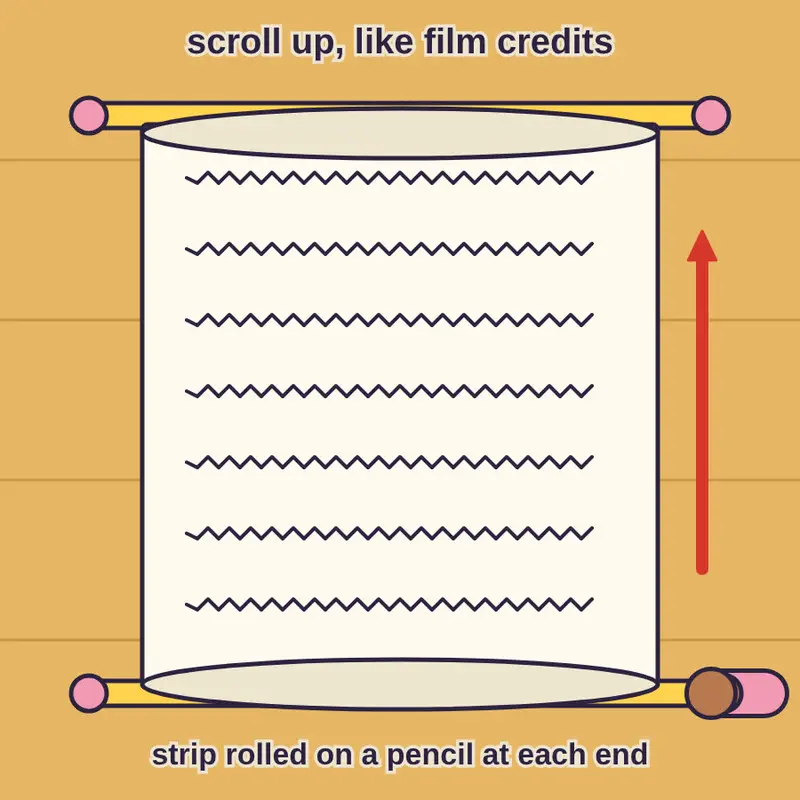 scroll up, like film credits
strip rolled on a pencil at each end